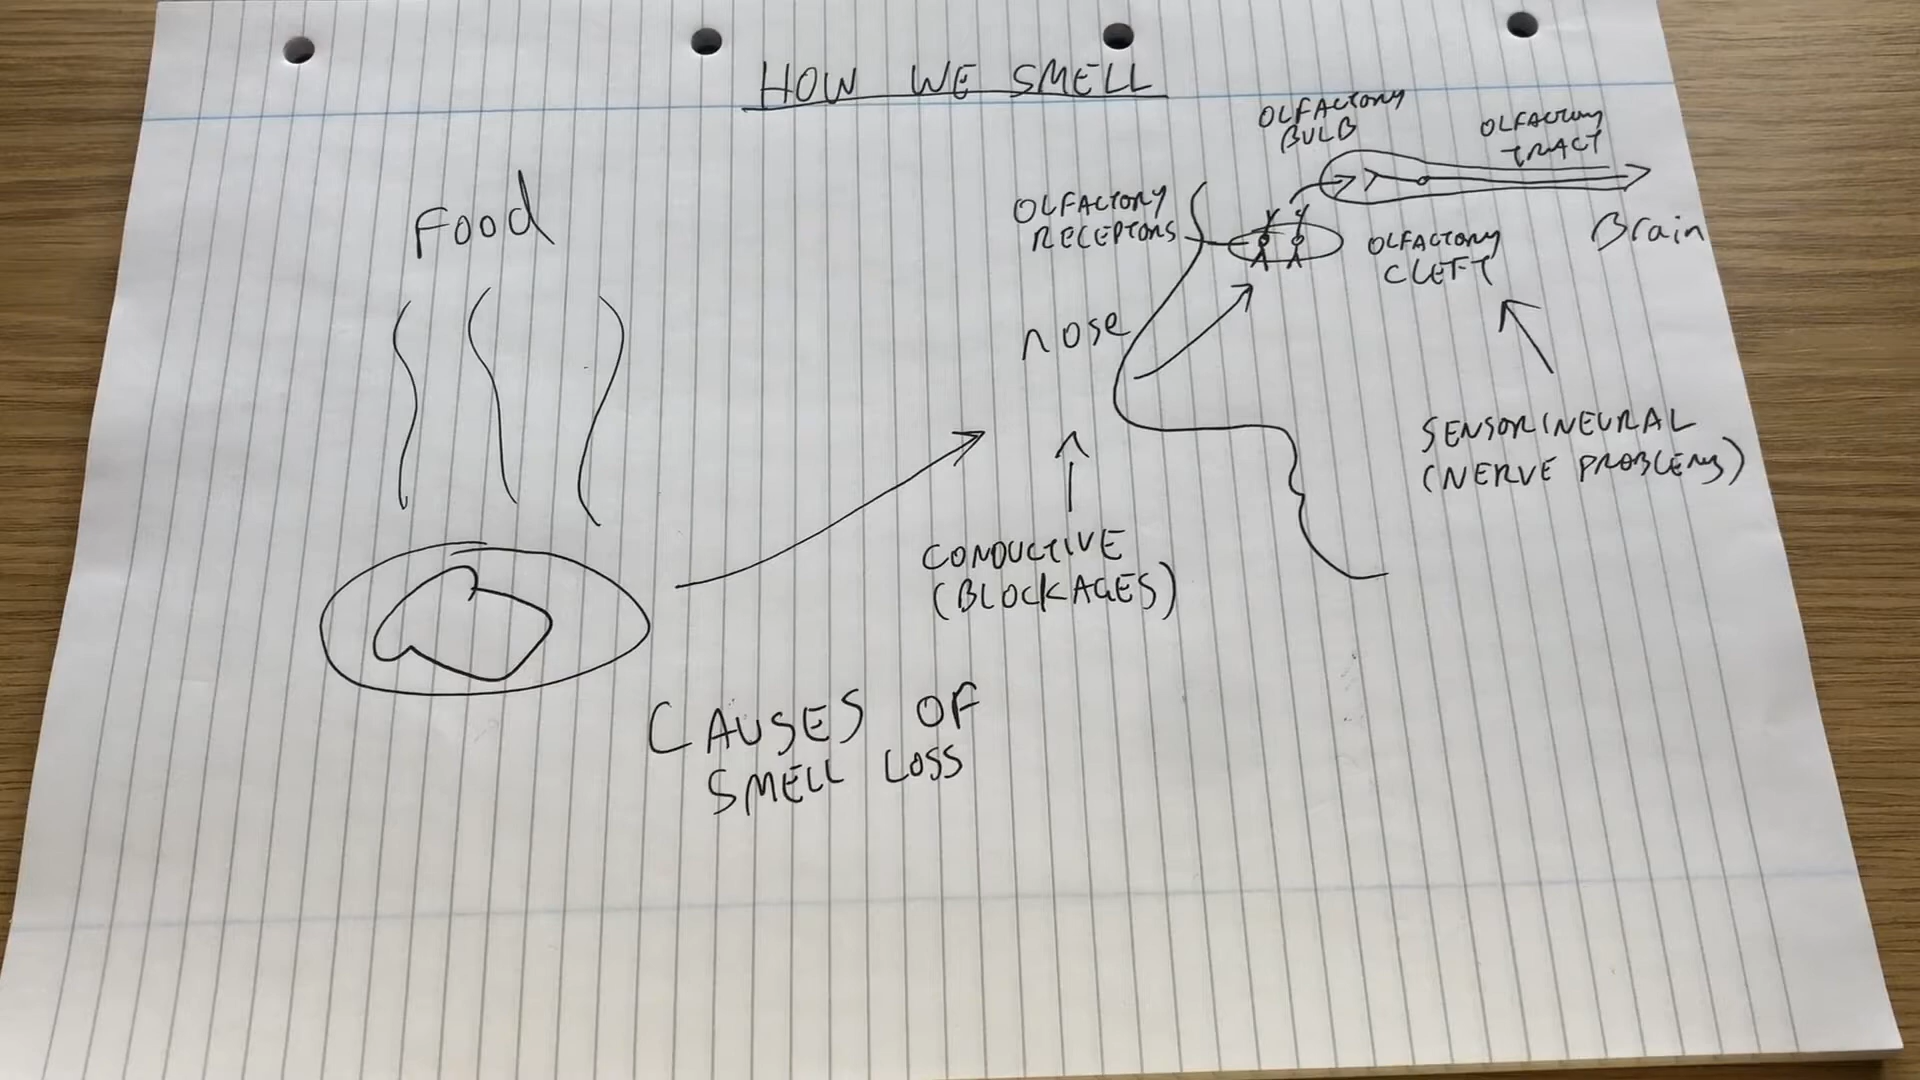 HOW WE SMELL
Food
OLFACTORY
BULB
OLFACTORY
TRACT
OLFACTORY
RECEPTORS
OLFACTORY
CLEFT
Brain
nose
SENSORINEURAL
(NERVE PROBLEMS)
CONDUCTIVE
(BLOCKAGES)
CAUSES OF
SMELL LOSS